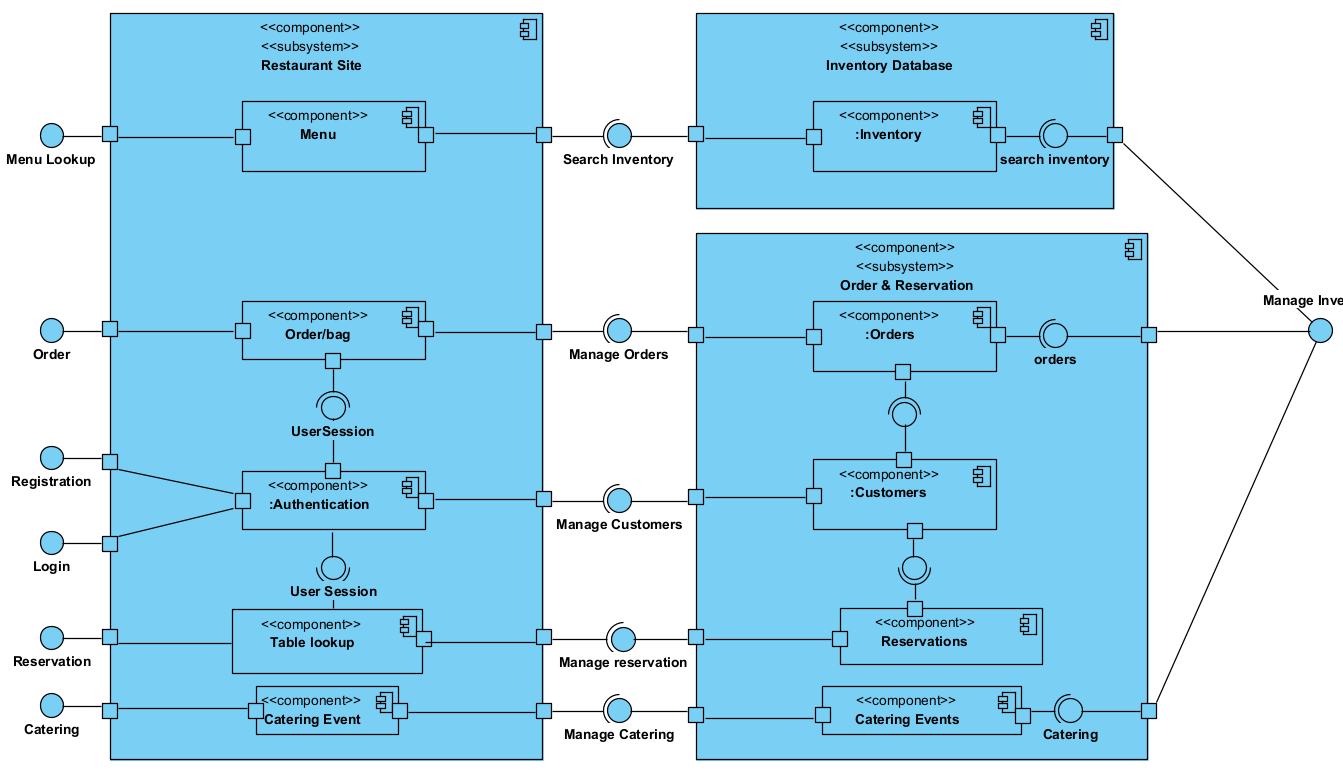 <<component>>
<<subsystem>>
Restaurant Site
<<component>>
<<subsystem>>
Inventory Database
<<component>>
Menu
<<component>>
:Inventory
Menu Lookup
Search Inventory
search inventory
<<component>>
<<subsystem>>
Order & Reservation
Manage Inve
<<component>>
Order/bag
<<component>>
:Orders
Order
Manage Orders
orders
UserSession
Registration
<<component>>
:Authentication
<<component>>
:Customers
Manage Customers
Login
User Session
<<component>>
Table lookup
<<component>>
Reservations
Reservation
Manage reservation
<<component>>
Catering Event
<<component>>
Catering Events
Catering
Manage Catering
Catering